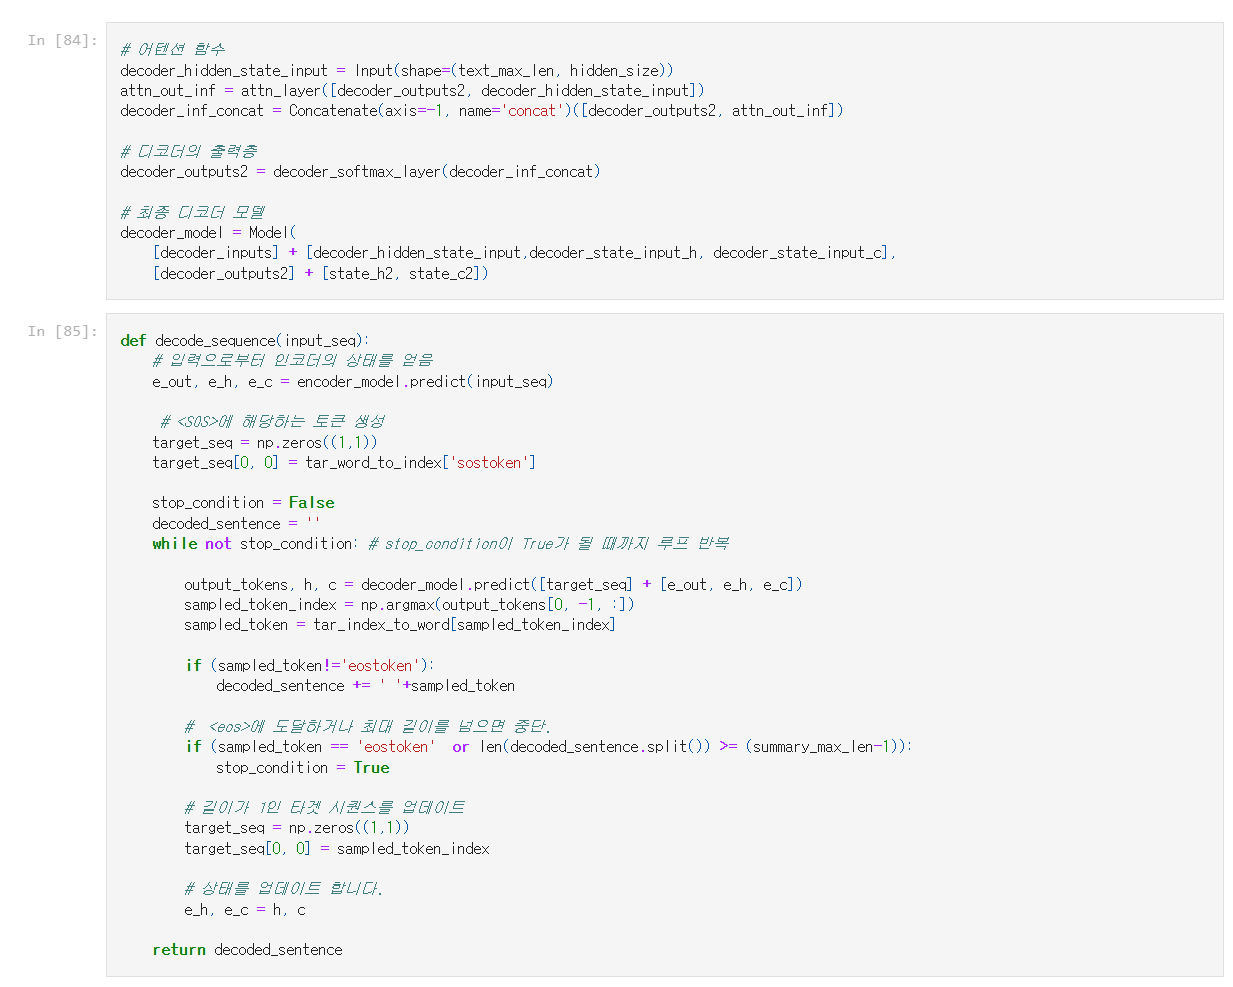 In [84]:
# 어텐션 함수
decoder_hidden_state_input = Input(shape=(text_max_len, hidden_size))
attn_out_inf = attn_layer([decoder_outputs2, decoder_hidden_state_input])
decoder_inf_concat = Concatenate(axis=-1, name='concat')([decoder_outputs2, attn_out_inf])
# 디코더의 출력층
decoder_outputs2 = decoder_softmax_layer(decoder_inf_concat)
# 최종 디코더 모델
decoder_model = Model(
[decoder_inputs] + [decoder_hidden_state_input,decoder_state_input_h, decoder_state_input_c],
[decoder_outputs2] + [state_h2, state_c2])
In [85]:
def decode_sequence(input_seq):
# 입력으로부터 인코더의 상태를 얻음
e_out, e_h, e_c = encoder_model.predict(input_seq)
# <SOS>에 해당하는 토큰 생성
target_seq = np.zeros((1,1))
target_seq[0, 0] = tar_word_to_index['sostoken']
stop_condition = False
decoded_sentence = ''
while not stop_condition: # stop_condition이 True가 될 때까지 루프 반복
output_tokens, h, c = decoder_model.predict([target_seq] + [e_out, e_h, e_c])
sampled_token_index = np.argmax(output_tokens[0, -1, :])
sampled_token = tar_index_to_word[sampled_token_index]
if (sampled_token!='eostoken'):
decoded_sentence += ' '+sampled_token
#  <eos>에 도달하거나 최대 길이를 넘으면 중단.
if (sampled_token == 'eostoken'  or len(decoded_sentence.split()) >= (summary_max_len-1)):
stop_condition = True
# 길이가 1인 타겟 시퀀스를 업데이트
target_seq = np.zeros((1,1))
target_seq[0, 0] = sampled_token_index
# 상태를 업데이트 합니다.
e_h, e_c = h, c
return decoded_sentence